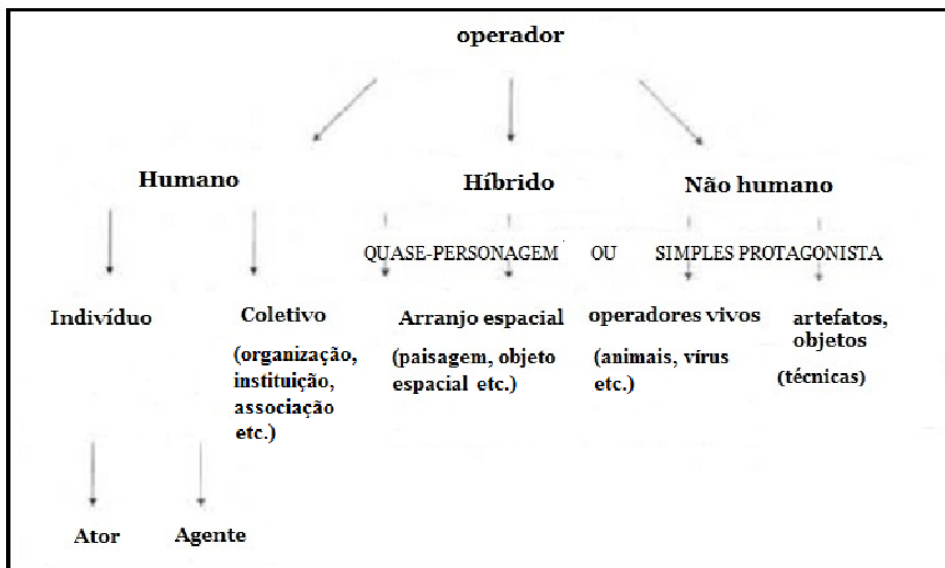 operador
Humano
Híbrido
Não humano
QUASE-PERSONAGEM OU SIMPLES PROTAGONISTA
Indivíduo
Coletivo
(organização,
instituição,
associação
etc.)
Arranjo espacial
(paisagem, objeto
espacial etc.)
operadores vivos
(animais, vírus
etc.)
artefatos,
objetos
(técnicas)
Ator
Agente